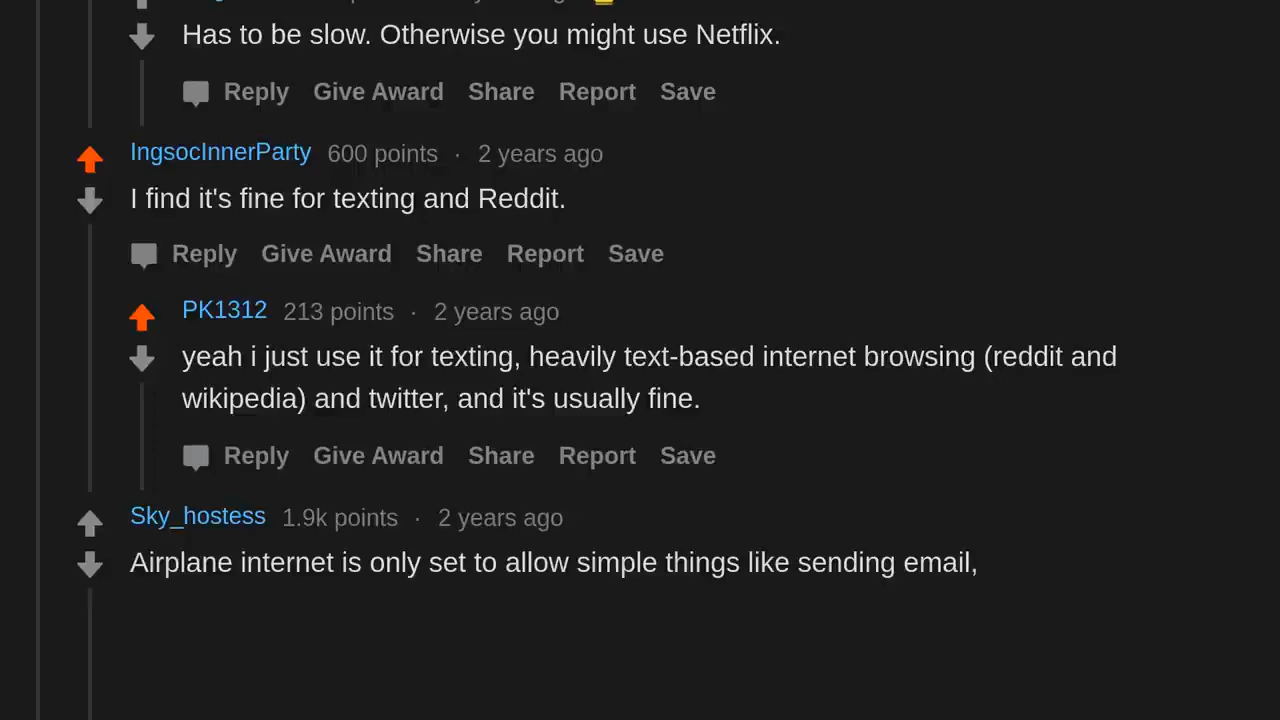 Has to be slow. Otherwise you might use Netflix.
Reply Give Award Share Report Save
IngsocInnerParty 600 points · 2 years ago
I find it's fine for texting and Reddit.
Reply Give Award Share Report Save
PK1312 213 points · 2 years ago
yeah i just use it for texting, heavily text-based internet browsing (reddit and
wikipedia) and twitter, and it's usually fine.
Reply Give Award Share Report Save
Sky_hostess 1.9k points · 2 years ago
Airplane internet is only set to allow simple things like sending email,